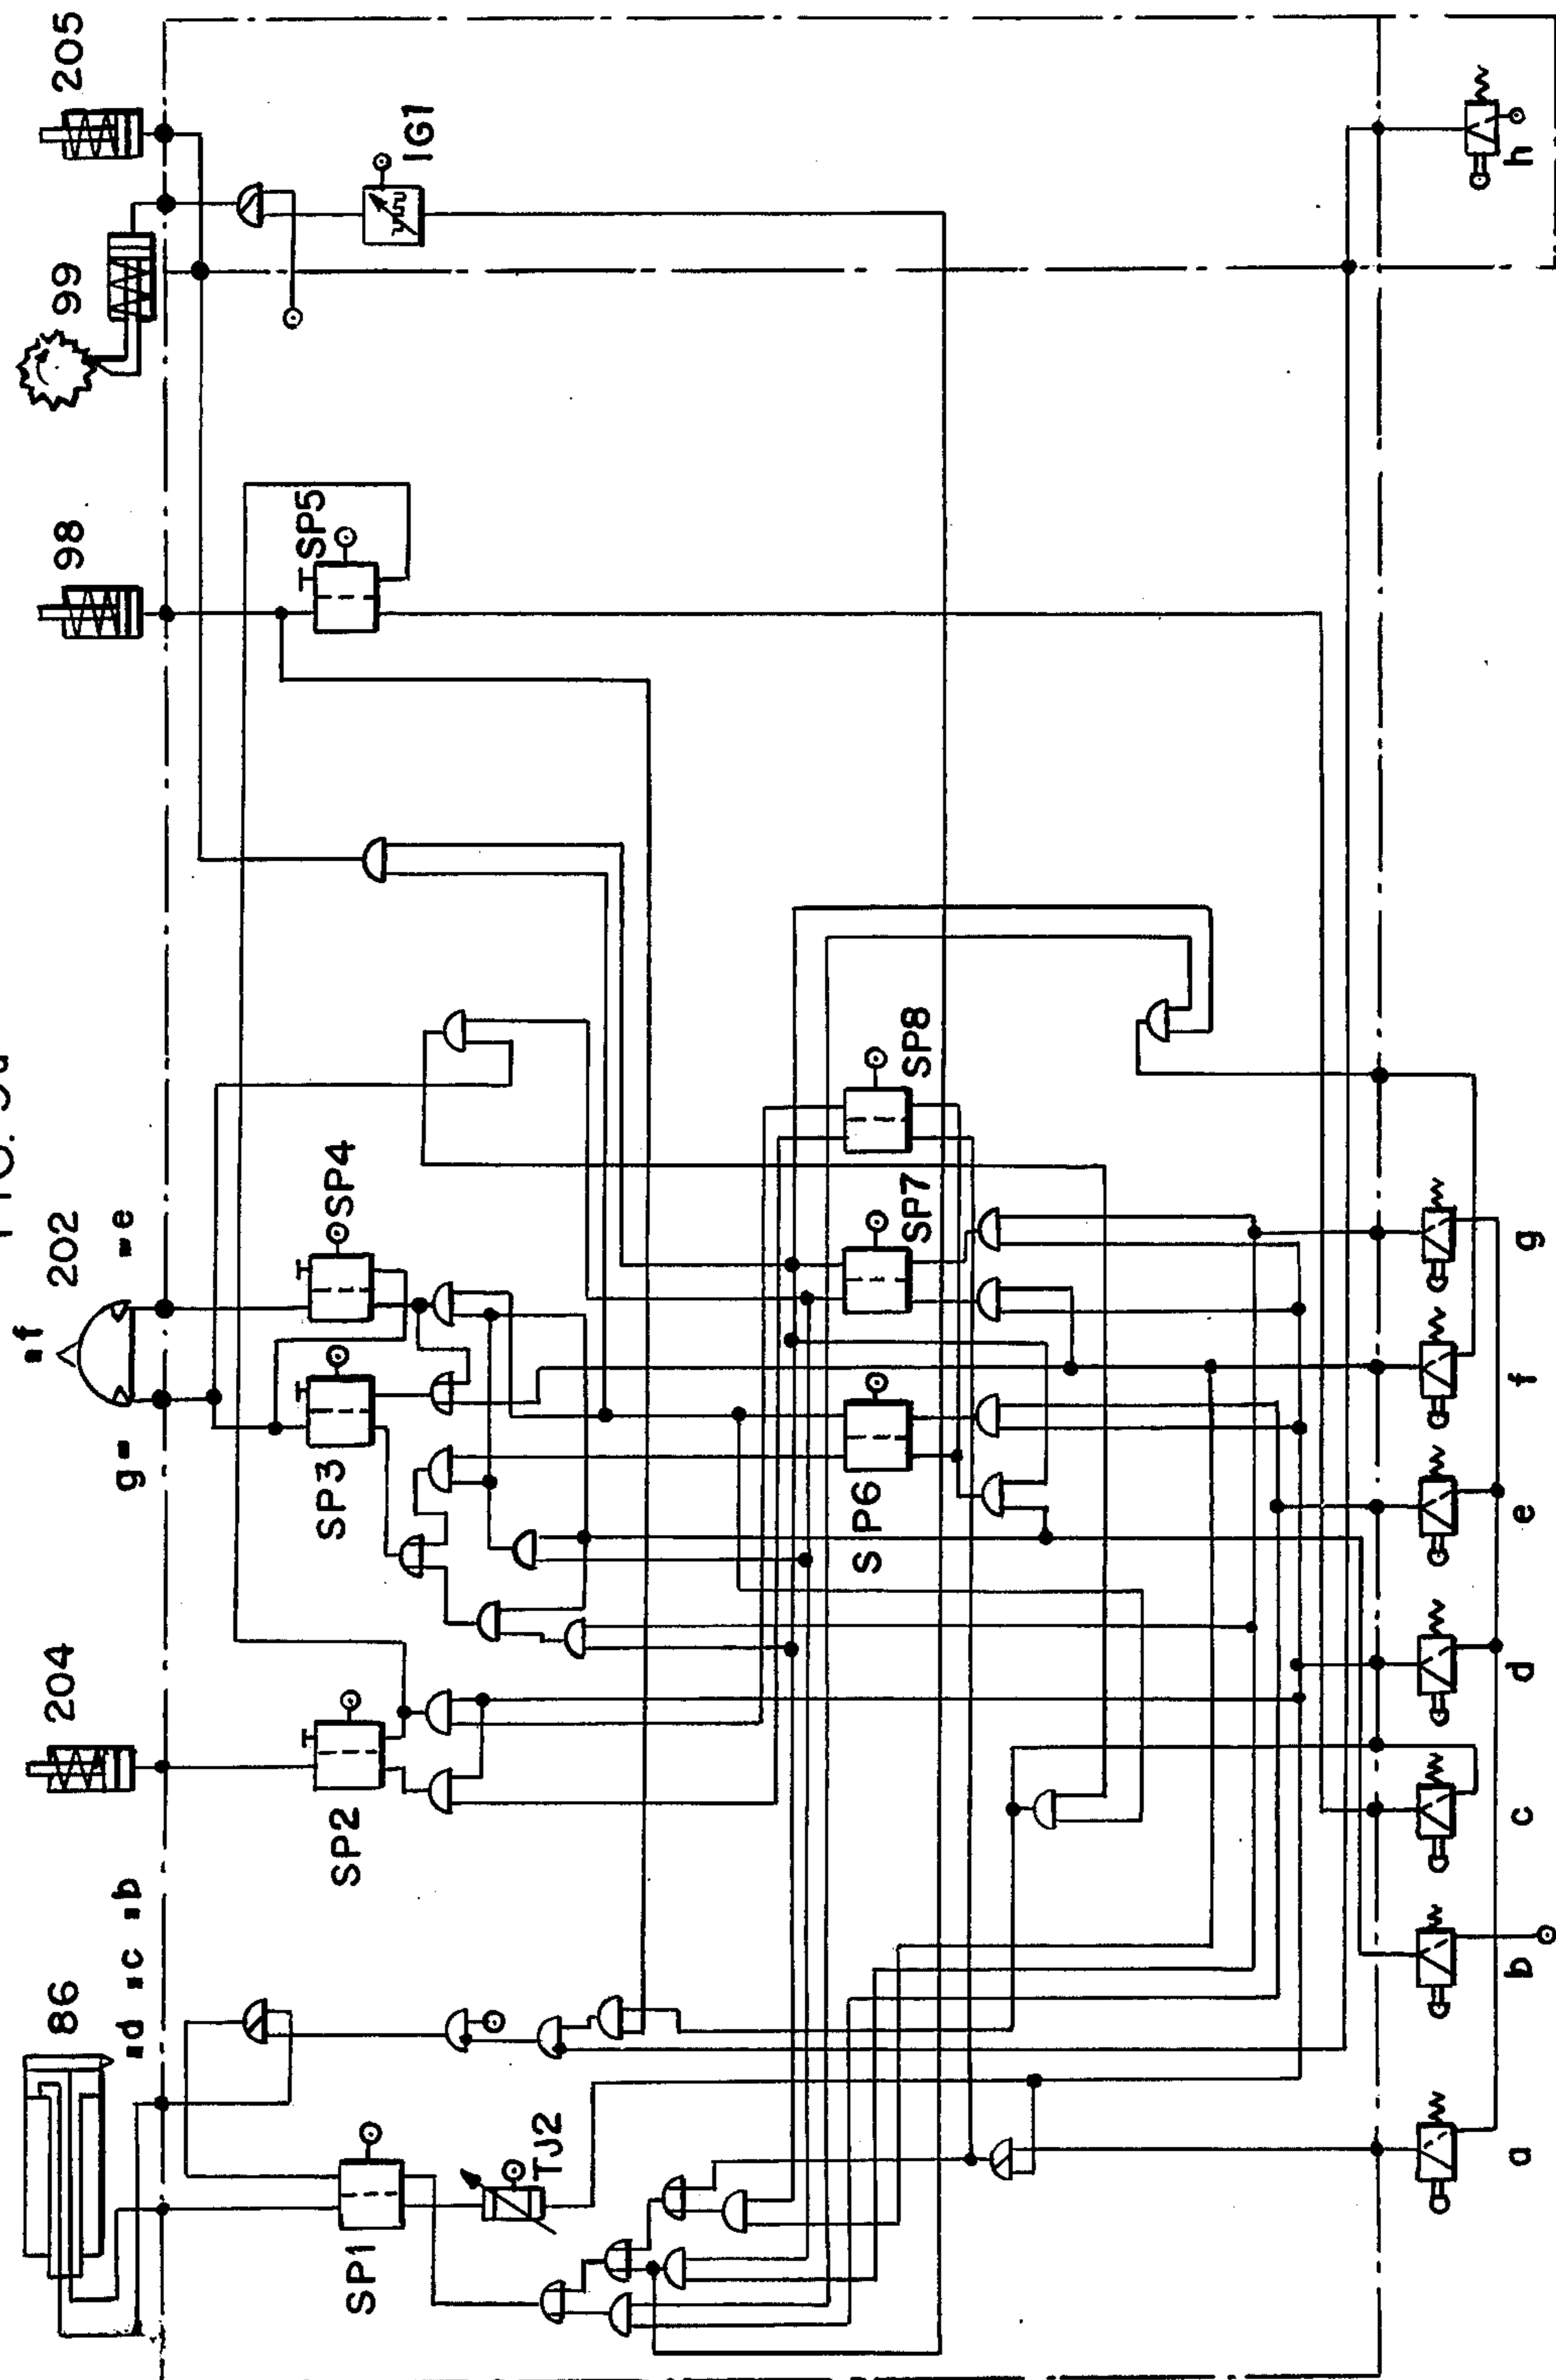 205
99
98
202
204
86
=f
=e
g=
=d =c =b
IG1
SP5
SP4
SP3
SP2
SP1
TJ2
SP8
SP7
SP6
h
g
f
e
d
c
b
a